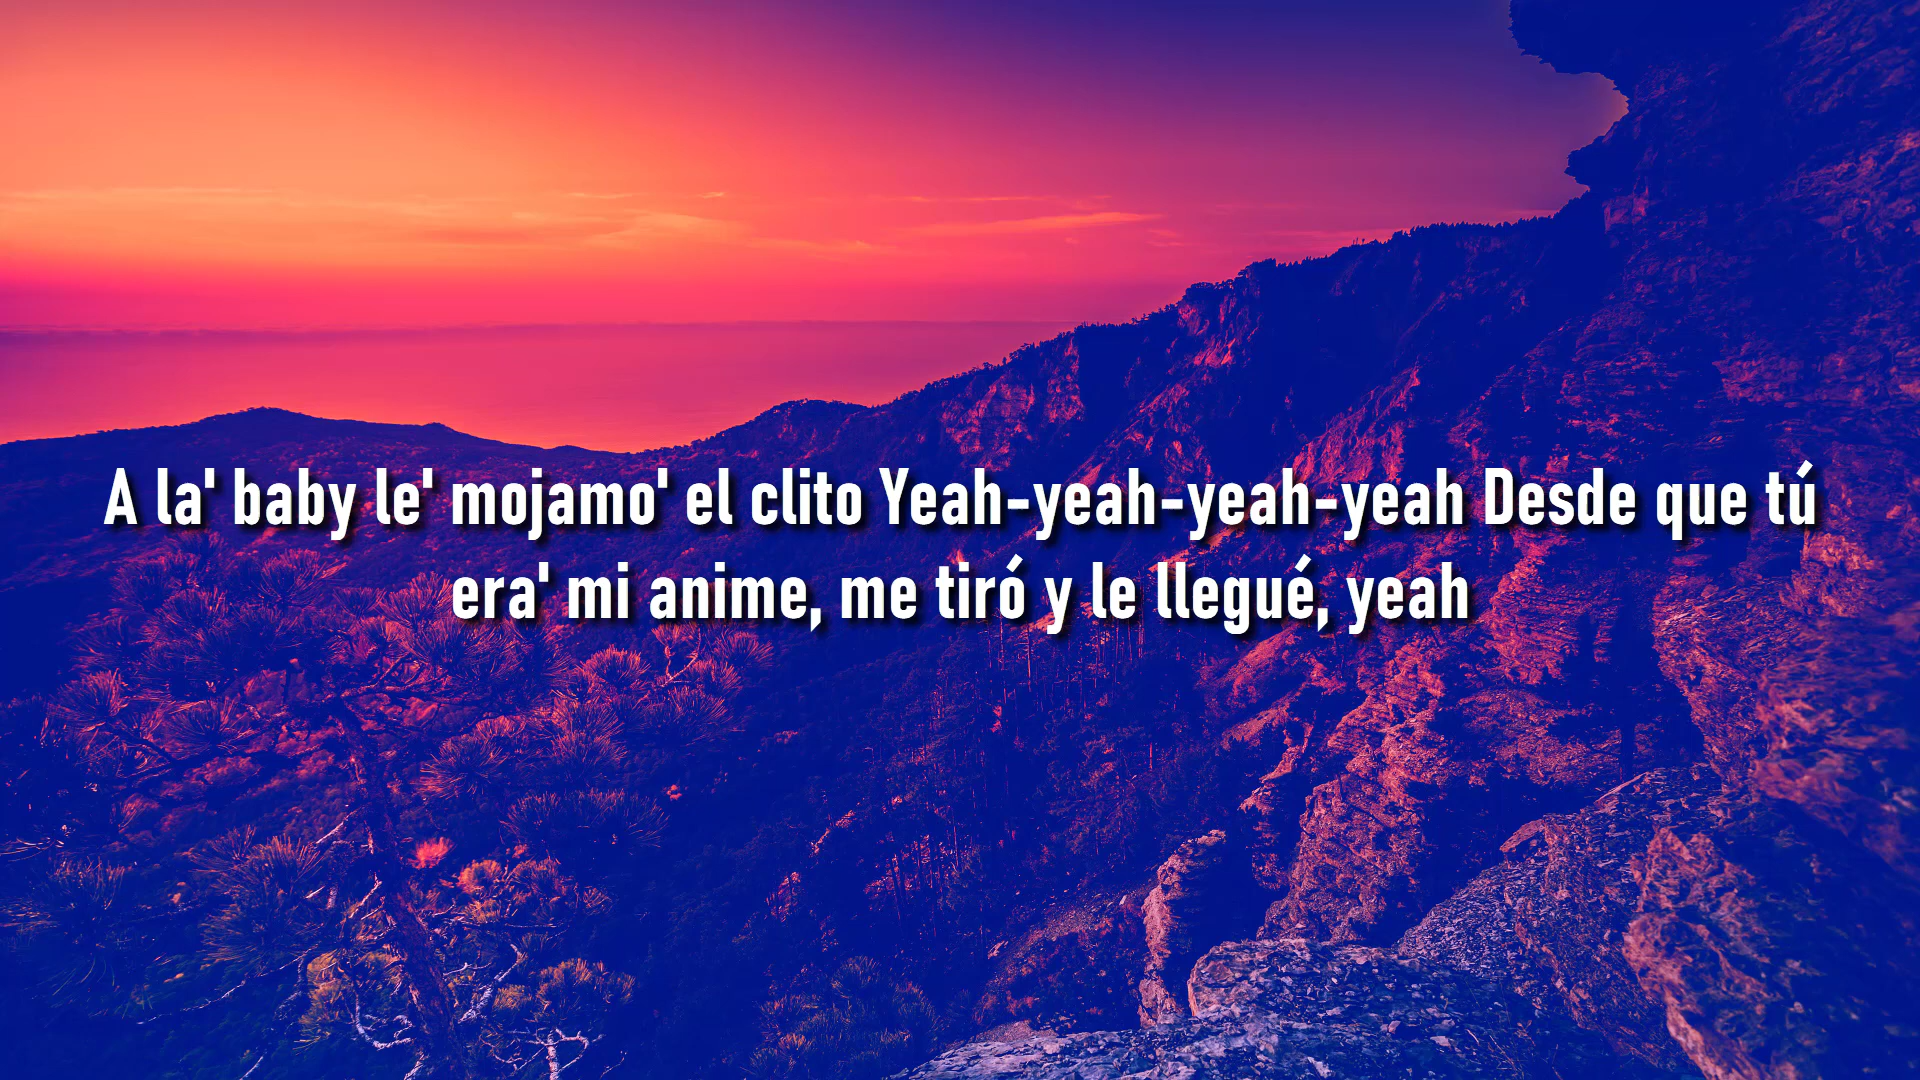 A la' baby le' mojamo' el clito Yeah-yeah-yeah-yeah Desde que tú
era' mi anime, me tiró y le llegué, yeah